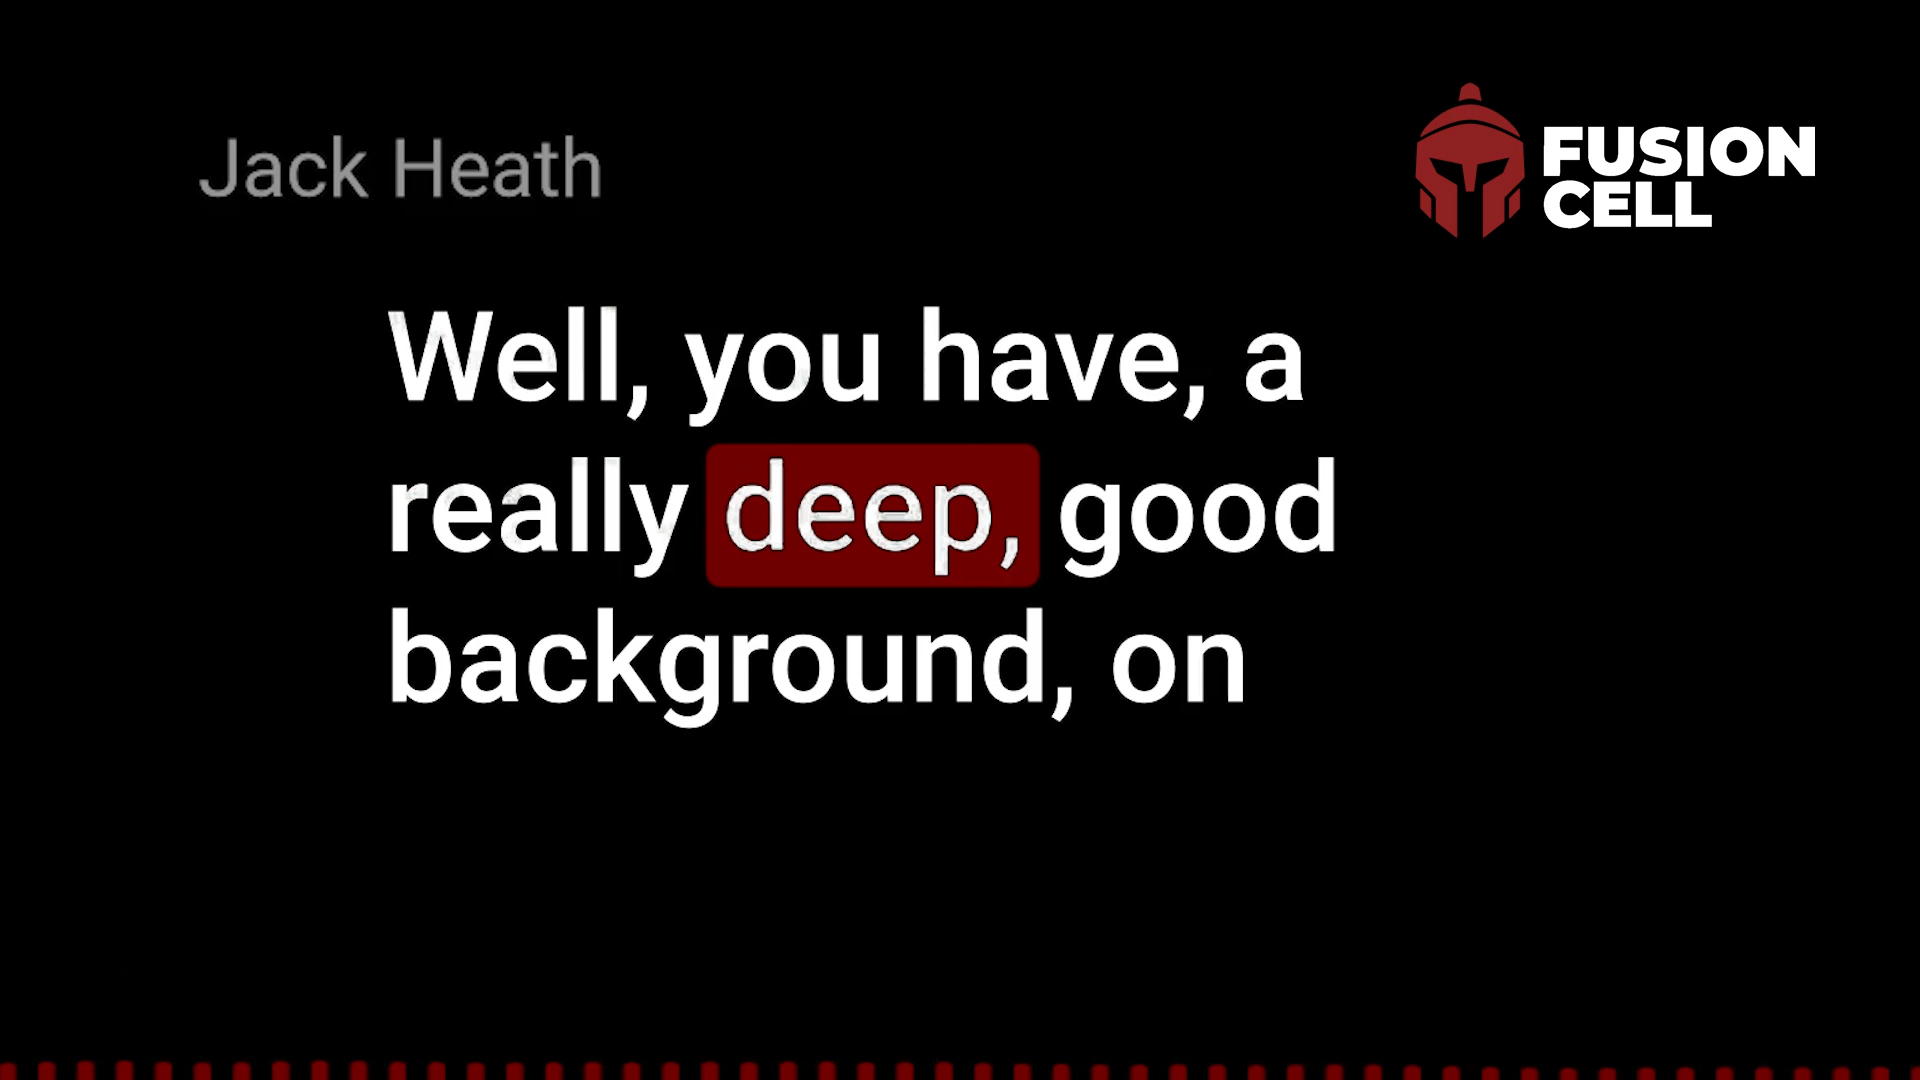 Jack Heath
FUSION
CELL
Well, you have, a
really deep, good
background, on